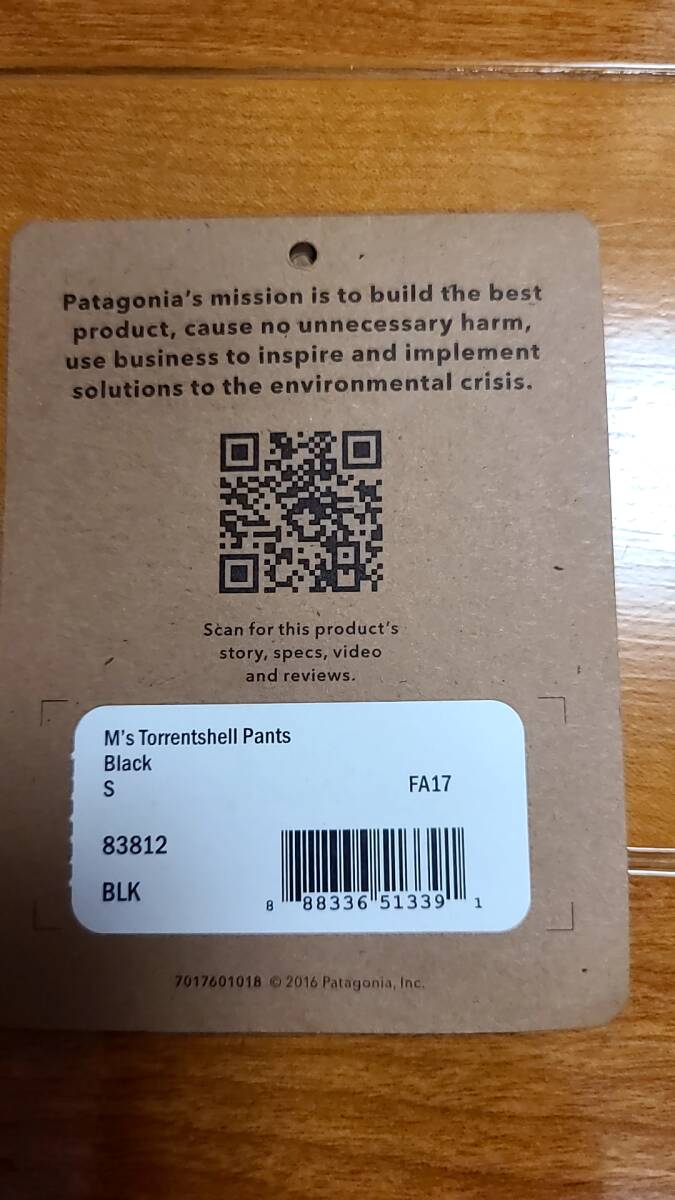 Patagonia's mission is to build the best
product, cause no unnecessary harm,
use business to inspire and implement
solutions to the environmental crisis.
Scan for this product's
story, specs, video
and reviews.
M's Torrentshell Pants
Black
S FA17
83812
BLK
8 88336 51339 1
7017601018 © 2016 Patagonia, Inc.